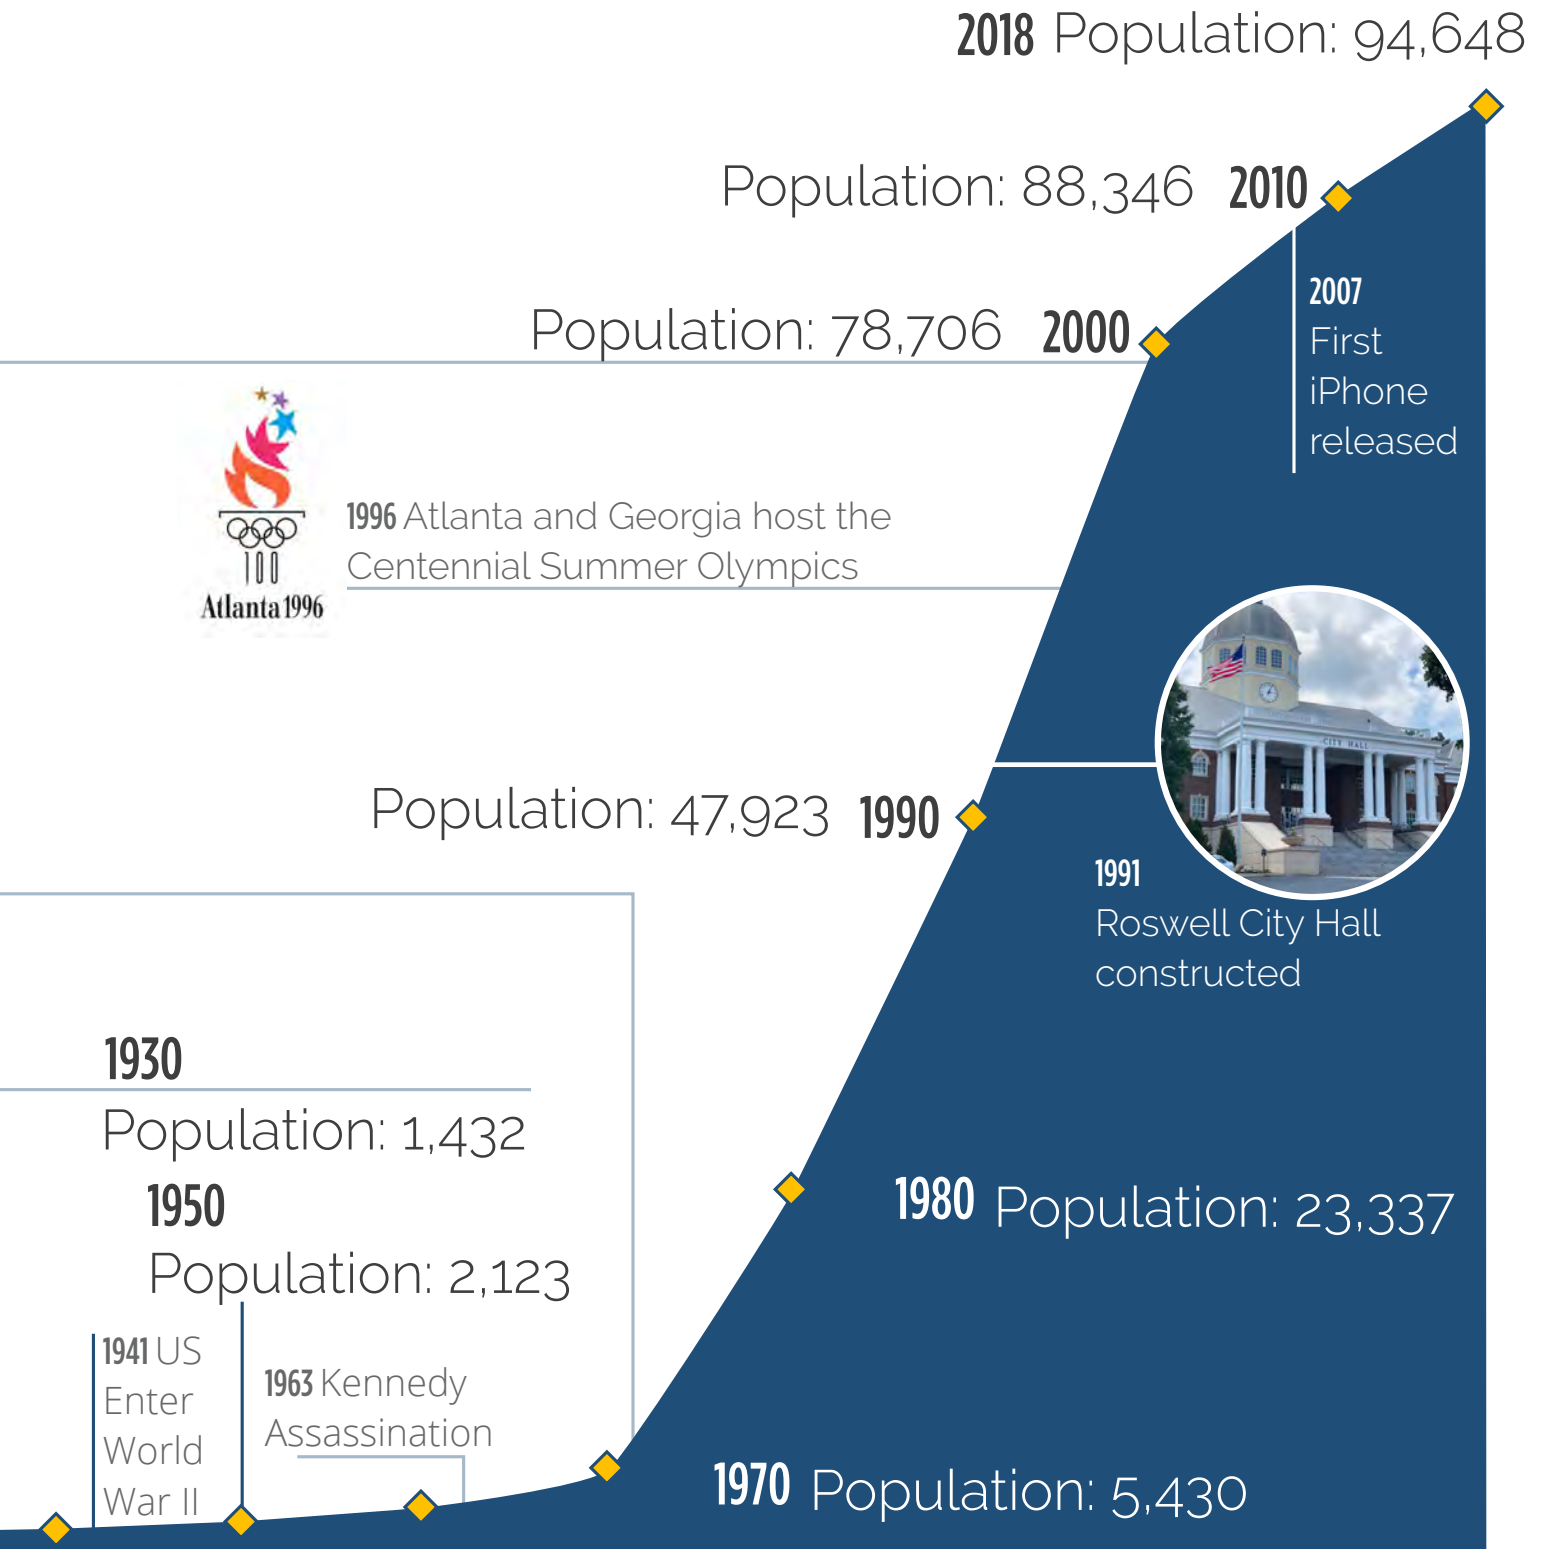 2018 Population: 94,648
Population: 88,346 2010
2007
First
iPhone
released
Population: 78,706 2000
100
Atlanta 1996
1996 Atlanta and Georgia host the
Centennial Summer Olympics
CITY HALL
Population: 47,923 1990
1991
Roswell City Hall
constructed
1930
Population: 1,432
1950
Population: 2,123
1980 Population: 23,337
1941 US
Enter
World
War II
1963 Kennedy
Assassination
1970 Population: 5,430